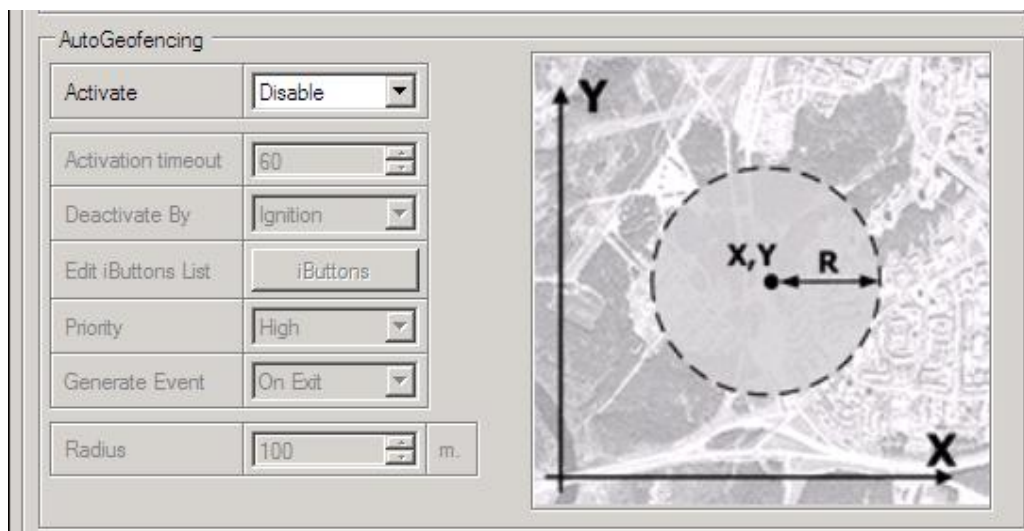 AutoGeofencing
Activate Disable
Activation timeout 60
Deactivate By Ignition
Edit iButtons List iButtons
Priority High
Generate Event On Exit
Radius 100 m.
Y
X,Y R
X